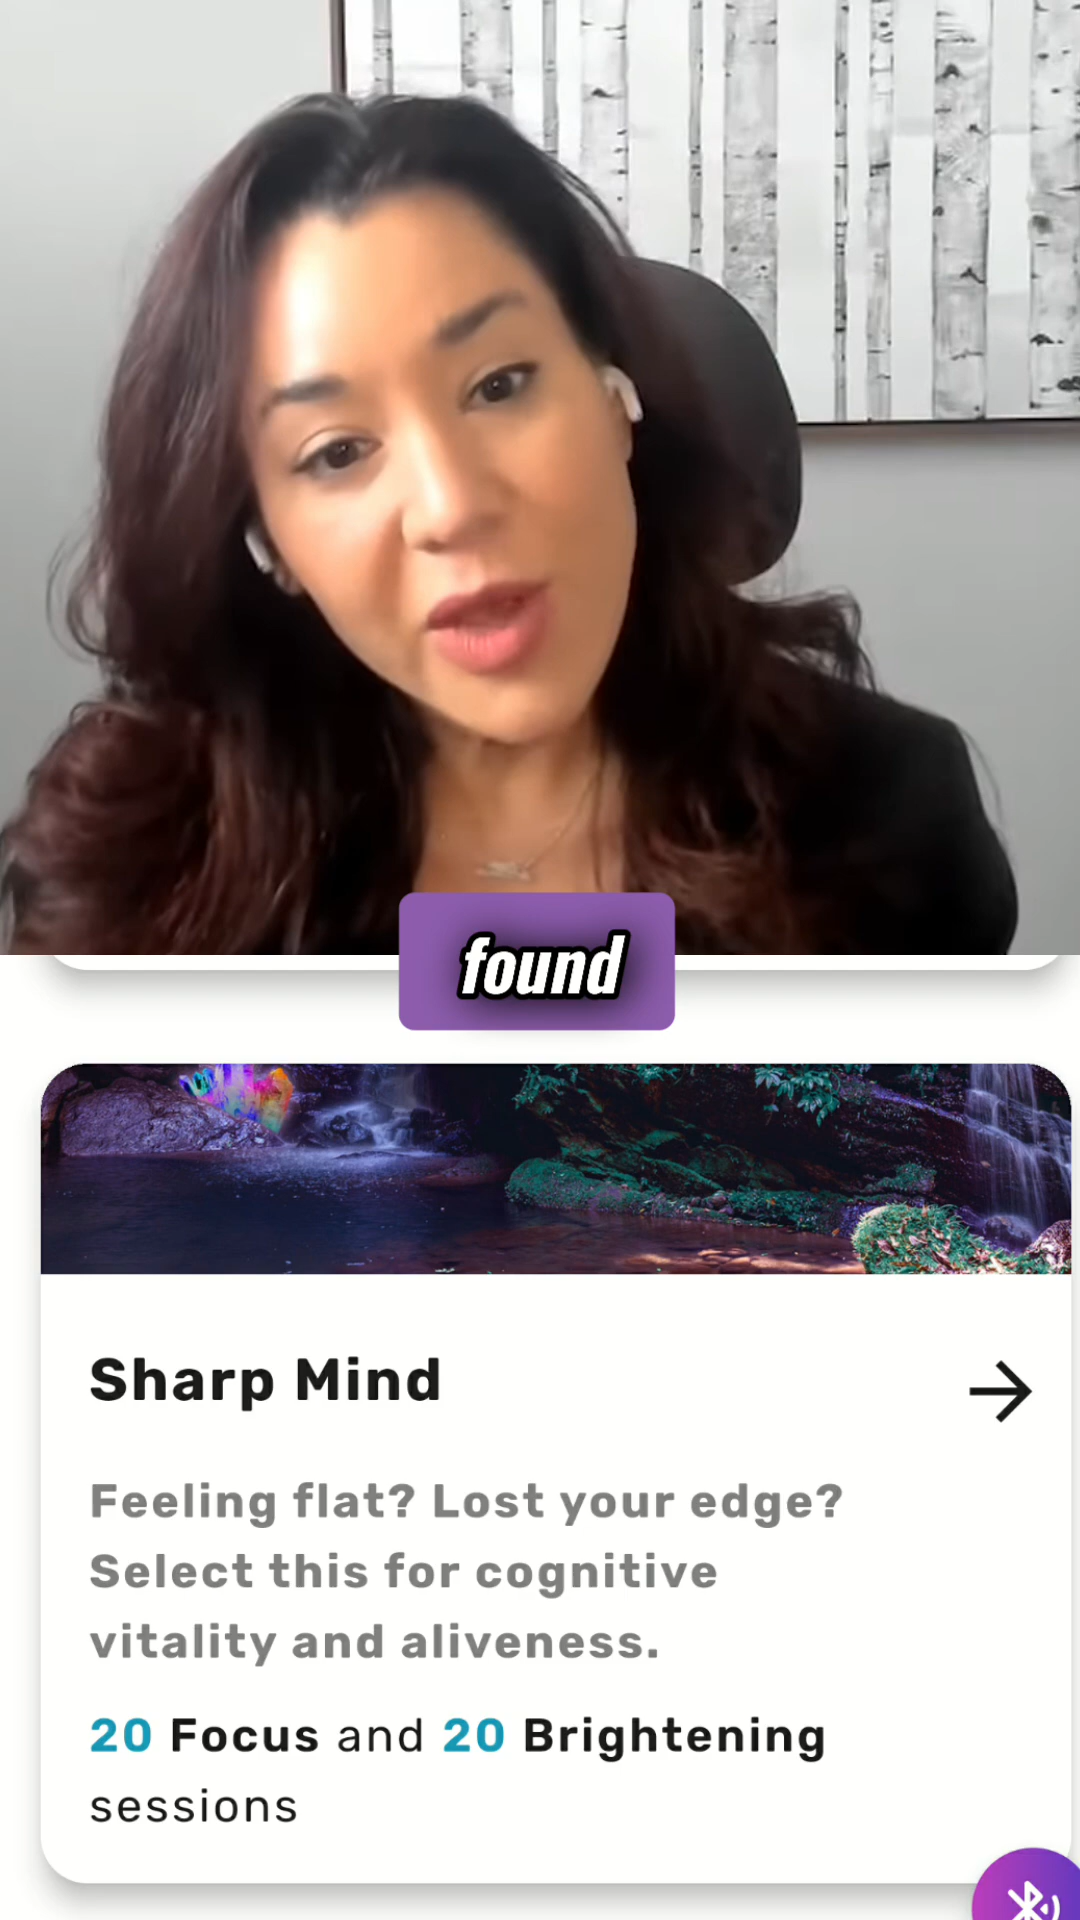 found
Sharp Mind
Feeling flat? Lost your edge?
Select this for cognitive
vitality and aliveness.
20 Focus and 20 Brightening
sessions